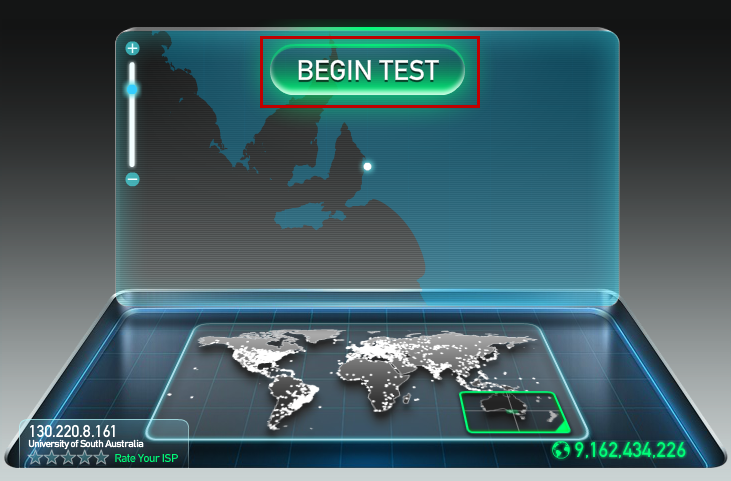 BEGIN TEST
130.220.8.161
University of South Australia
Rate Your ISP
9,162,434,226